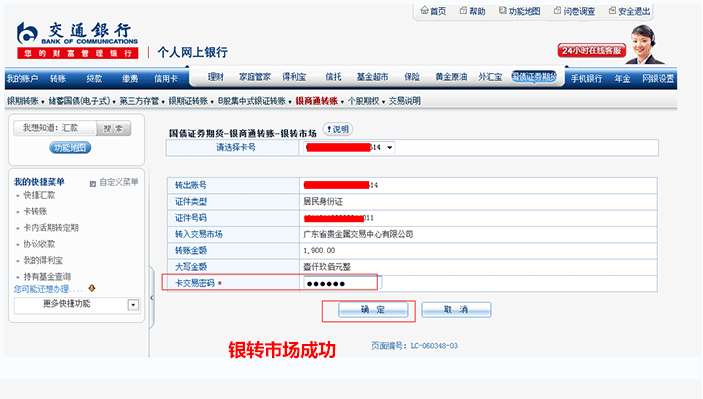 首页 帮助 功能地图 问卷调查 安全退出
交通银行
BANK OF COMMUNICATIONS
您的财富管理银行
个人网上银行
24小时在线客服
我的账户 转账 贷款 缴费 信用卡 理财 家庭管家 得利宝 信托 基金超市 保险 黄金原油 外汇宝 国债证券期货 手机银行 年金 网银设置
银期转账 储蓄国债(电子式) 第三方存管 银期证转账 B股集中式银证转账 银商通转账 个股期权 交易说明
我想知道：汇款 搜索
功能地图
我的快捷菜单 自定义菜单
快捷汇款
卡转账
卡内活期转定期
协议收款
我的得利宝
持有基金查询
您可能还想办理....
更多快捷功能
国债证券期货-银商通转账-银转市场 ?说明
请选择卡号 614
转出账号 14
证件类型 居民身份证
证件号码 011
转入交易市场 广东省贵金属交易中心有限公司
转账金额 1,900.00
大写金额 壹仟玖佰元整
卡交易密码 * ●●●●●●
确 定 取 消
银转市场成功
页面编号：LC-060348-03